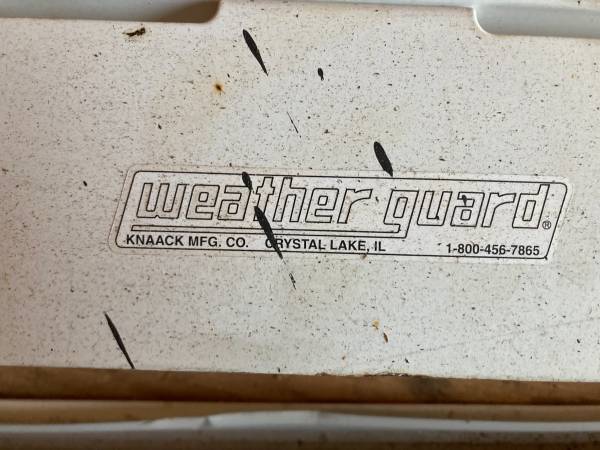 weather guard®
KNAACK MFG. CO. CRYSTAL LAKE, IL 1-800-456-7865